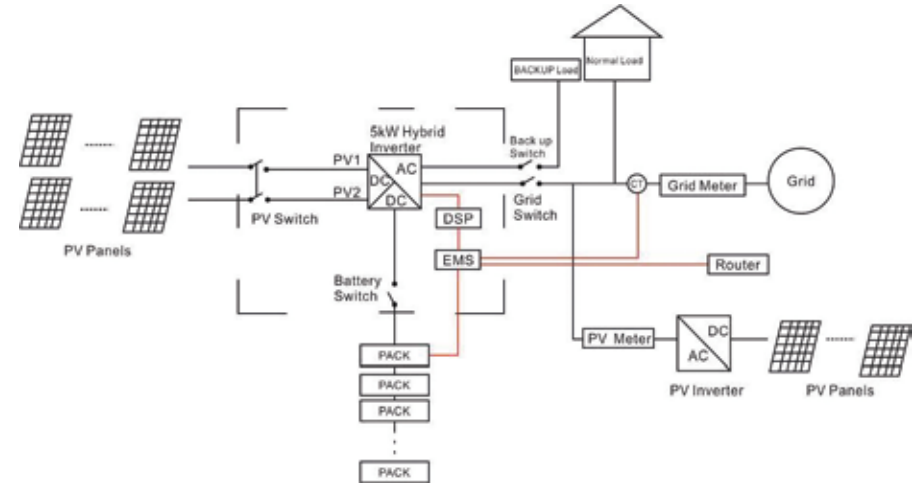 BACKUP Load
Normal Load
5kW Hybrid
Inverter
Back up
Switch
PV1
AC
DC
DC
PV2
PV Switch
Grid
Switch
CT
Grid Meter
Grid
PV Panels
DSP
EMS
Router
Battery
Switch
PV Meter
DC
AC
PV Inverter
PV Panels
PACK
PACK
PACK
PACK